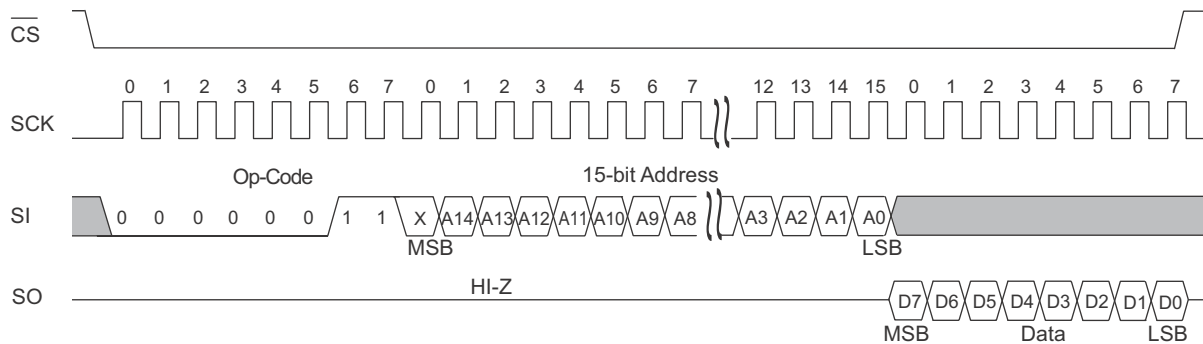 CS
0 1 2 3 4 5 6 7 0 1 2 3 4 5 6 7 12 13 14 15 0 1 2 3 4 5 6 7
SCK
Op-Code 15-bit Address
SI 0 0 0 0 0 0 1 1 X A14 A13 A12 A11 A10 A9 A8 A3 A2 A1 A0
MSB LSB
HI-Z
SO D7 D6 D5 D4 D3 D2 D1 D0
MSB Data LSB